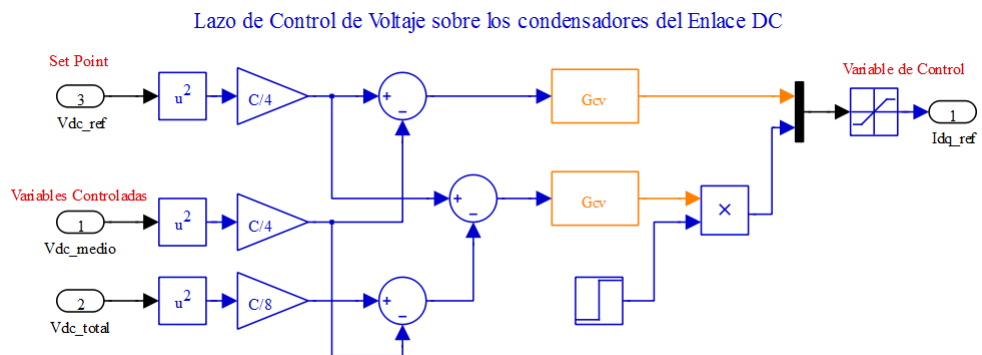 Lazo de Control de Voltaje sobre los condensadores del Enlace DC
Set Point
3
Vdc_ref
u²
C/4
+
−
Gcv
Variable de Control
1
Idq_ref
Variables Controladas
1
Vdc_medio
u²
C/4
+
−
Gcv
×
2
Vdc_total
u²
C/8
+
−